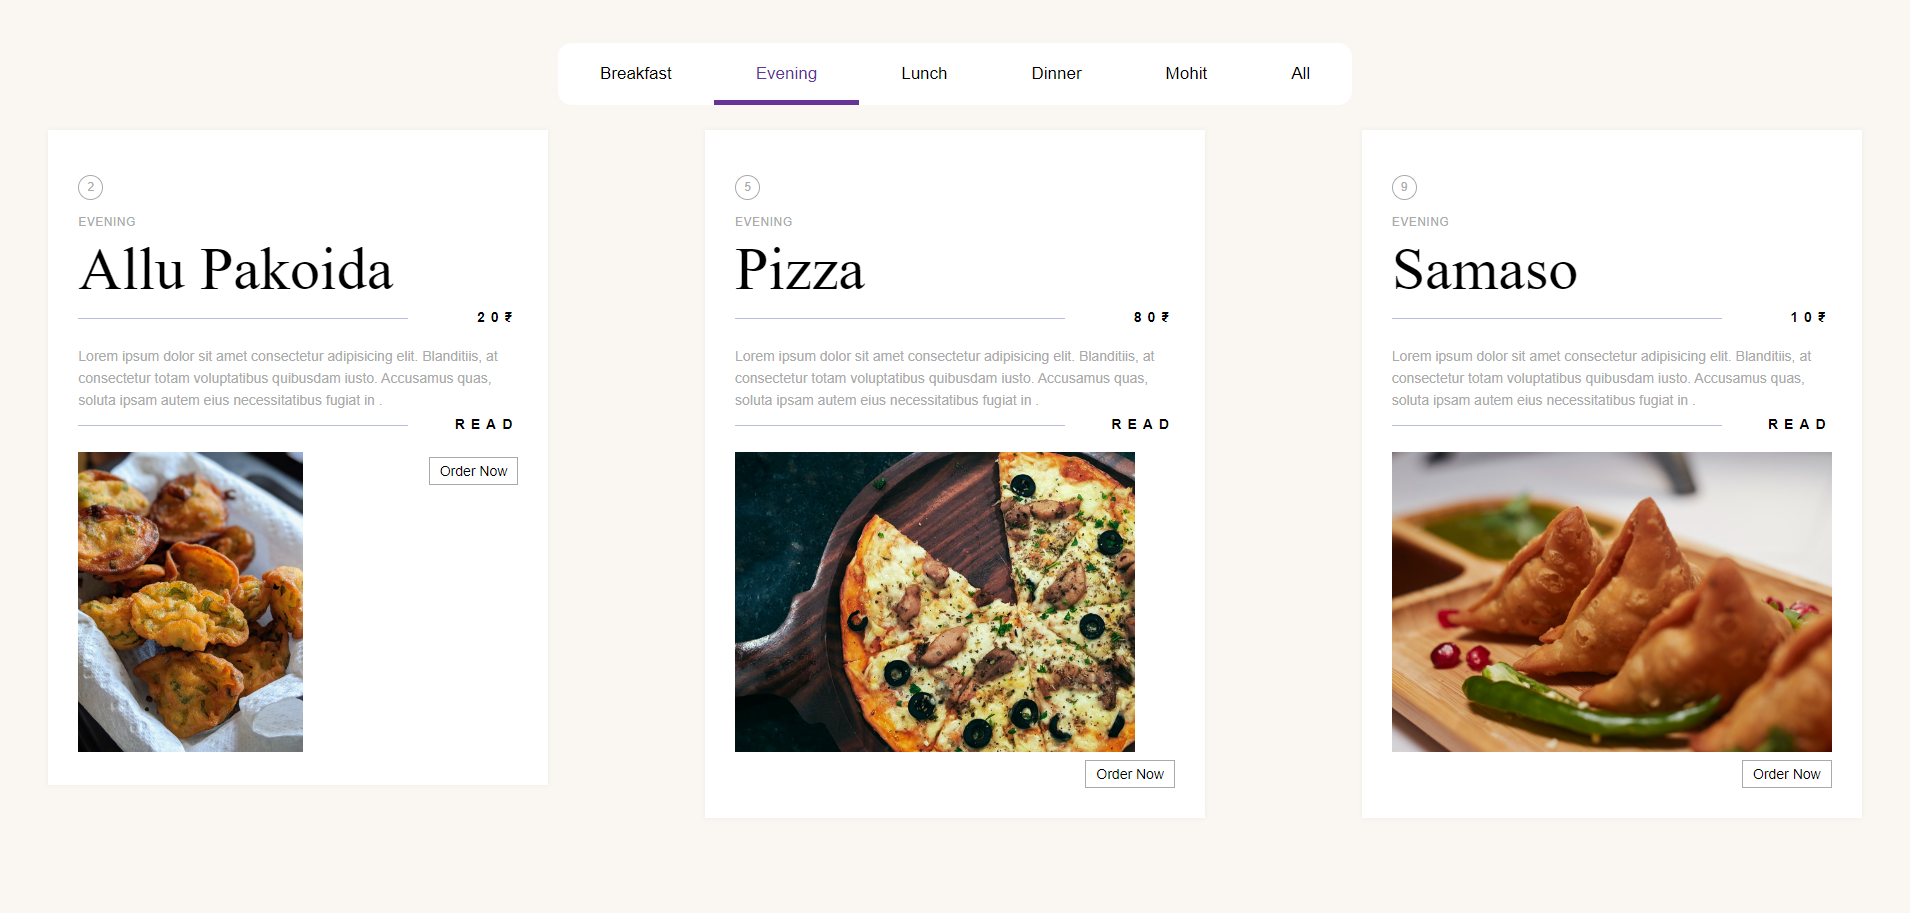 Breakfast Evening Lunch Dinner Mohit All
2
EVENING
Allu Pakoida
20₹
Lorem ipsum dolor sit amet consectetur adipisicing elit. Blanditiis, at
consectetur totam voluptatibus quibusdam iusto. Accusamus quas,
soluta ipsam autem eius necessitatibus fugiat in .
READ
Order Now
5
EVENING
Pizza
80₹
Lorem ipsum dolor sit amet consectetur adipisicing elit. Blanditiis, at
consectetur totam voluptatibus quibusdam iusto. Accusamus quas,
soluta ipsam autem eius necessitatibus fugiat in .
READ
Order Now
9
EVENING
Samaso
10₹
Lorem ipsum dolor sit amet consectetur adipisicing elit. Blanditiis, at
consectetur totam voluptatibus quibusdam iusto. Accusamus quas,
soluta ipsam autem eius necessitatibus fugiat in .
READ
Order Now